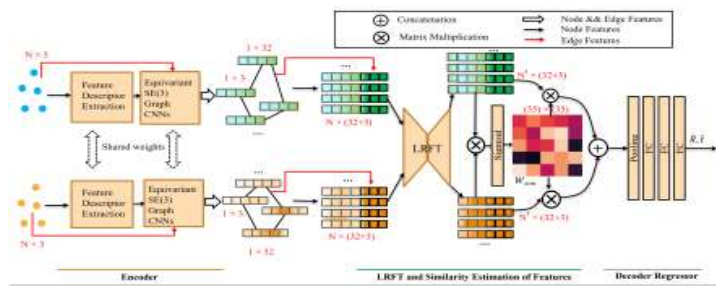 Concatenation
Matrix Multiplication
Node && Edge Features
Node Features
Edge Features
N × 3
Feature
Descriptor
Extraction
Equivariant
SE(3)
Graph
CNNs
1 × 32
1 × 3
...
N × (32+3)
Shared weights
N × 3
Feature
Descriptor
Extraction
Equivariant
SE(3)
Graph
CNNs
...
1 × 3
1 × 32
N × (32+3)
LRFT
...
N' × (32+3)
(35) × (35)
Sigmoid
N' × (32+3)
Pooling
FC
FC
FC
Encoder
LRFT and Similarity Estimation of Features
Decoder Regressor